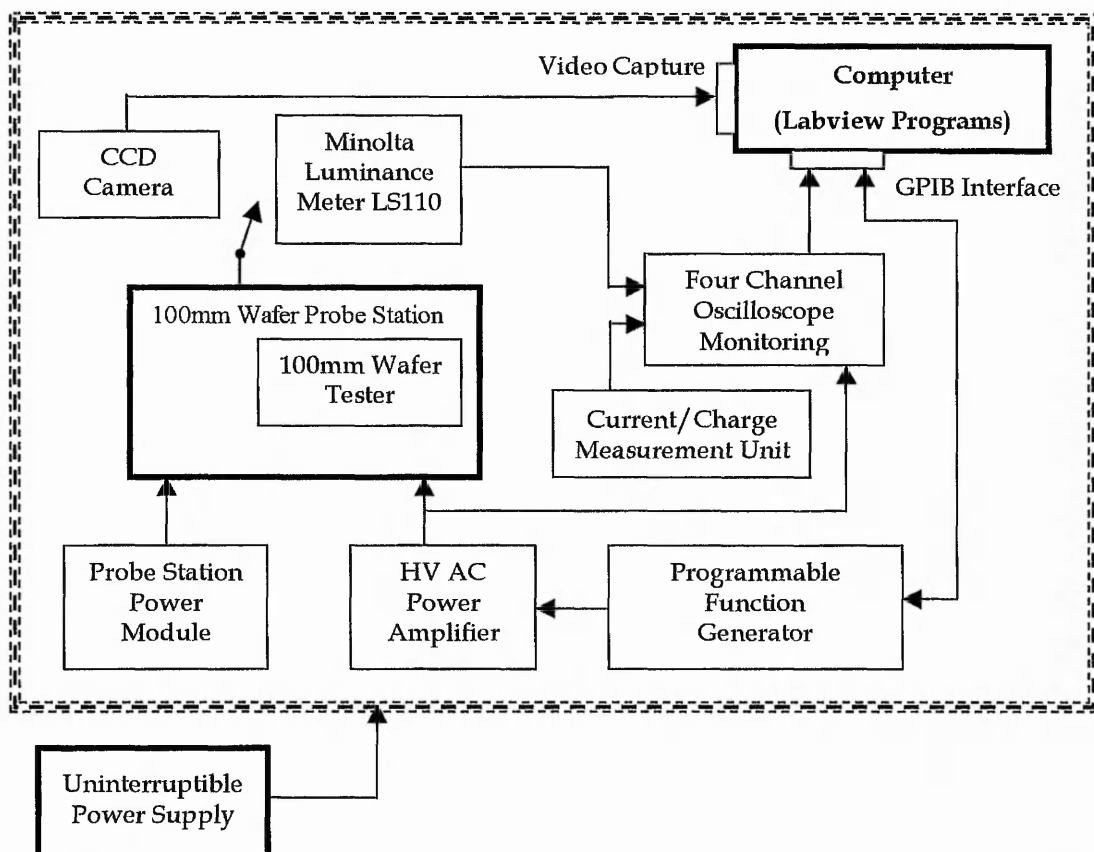 Video Capture
Computer
(Labview Programs)
CCD
Camera
Minolta
Luminance
Meter LS110
GPIB Interface
Four Channel
Oscilloscope
Monitoring
100mm Wafer Probe Station
100mm Wafer
Tester
Current/Charge
Measurement Unit
Probe Station
Power
Module
HV AC
Power
Amplifier
Programmable
Function
Generator
Uninterruptible
Power Supply